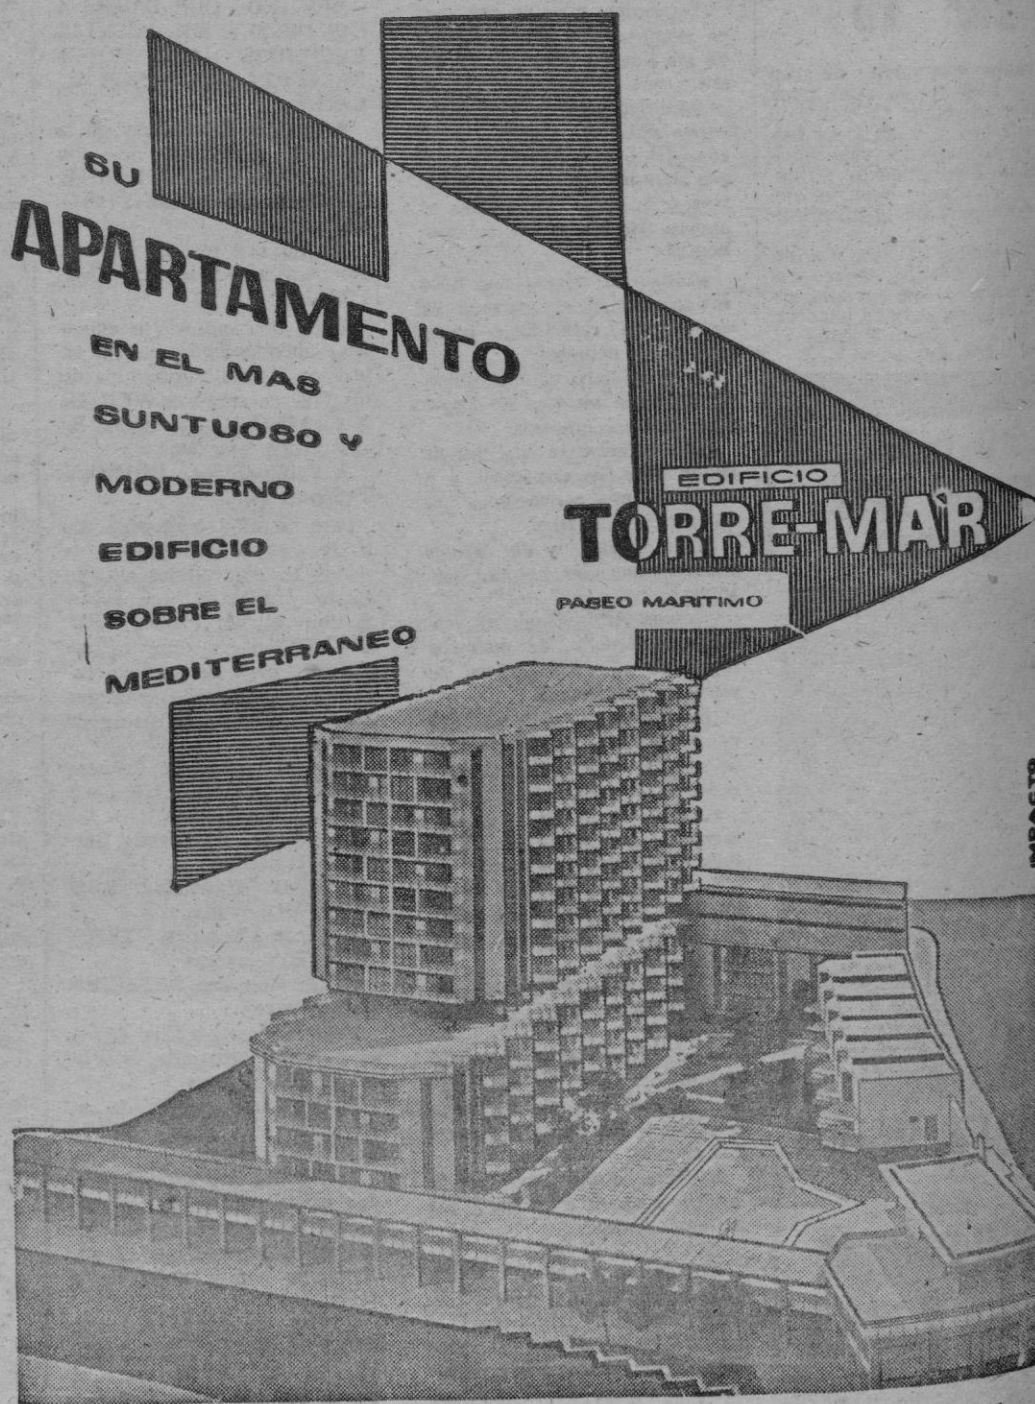 SU
APARTAMENTO
EN EL MAS
SUNTUOSO Y
MODERNO
EDIFICIO
SOBRE EL
MEDITERRANEO
EDIFICIO
TORRE-MAR
PASEO MARITIMO